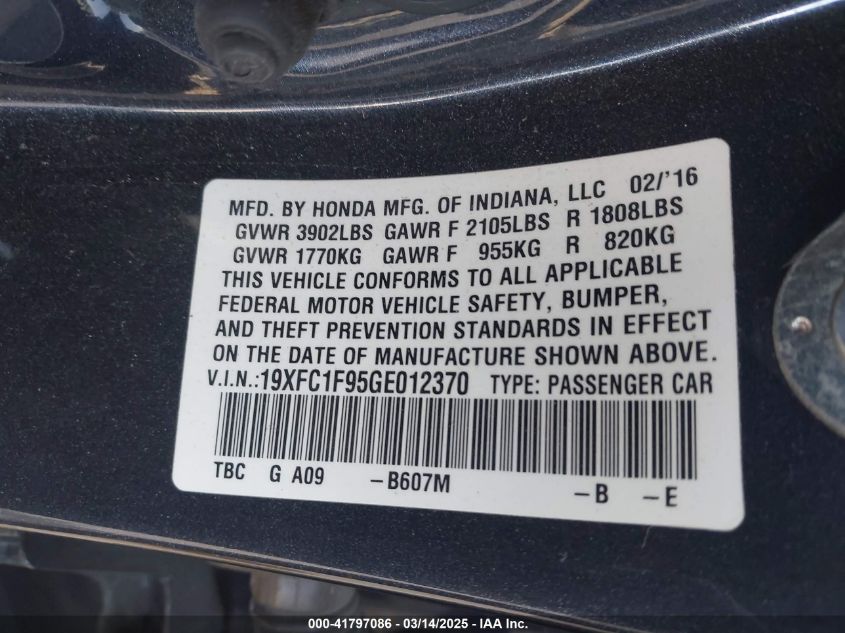 MFD. BY HONDA MFG. OF INDIANA, LLC 02/'16
GVWR 3902LBS GAWR F 2105LBS R 1808LBS
GVWR 1770KG GAWR F 955KG R 820KG
THIS VEHICLE CONFORMS TO ALL APPLICABLE
FEDERAL MOTOR VEHICLE SAFETY, BUMPER,
AND THEFT PREVENTION STANDARDS IN EFFECT
ON THE DATE OF MANUFACTURE SHOWN ABOVE.
V.I.N.:19XFC1F95GE012370 TYPE: PASSENGER CAR
TBC G A09 -B607M -B -E
000-41797086 - 03/14/2025 - IAA Inc.